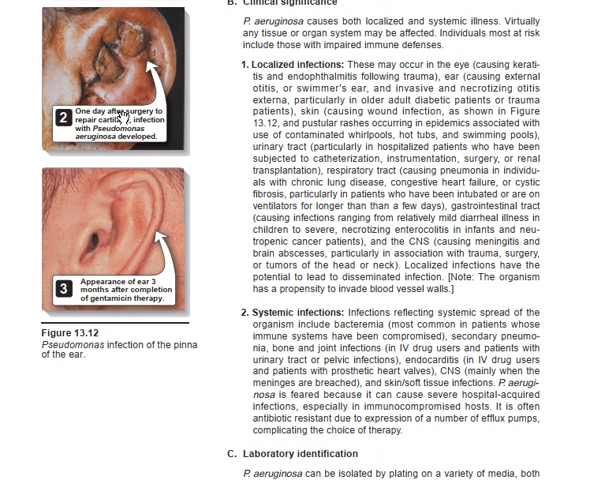 B. Clinical significance
P. aeruginosa causes both localized and systemic illness. Virtually
any tissue or organ system may be affected. Individuals most at risk
include those with impaired immune defenses.
1. Localized infections: These may occur in the eye (causing kerati-
tis and endophthalmitis following trauma), ear (causing external
otitis, or swimmer's ear, and invasive and necrotizing otitis
externa, particularly in older adult diabetic patients or trauma
patients), skin (causing wound infection, as shown in Figure
13.12, and pustular rashes occurring in epidemics associated with
use of contaminated whirlpools, hot tubs, and swimming pools),
urinary tract (particularly in hospitalized patients who have been
subjected to catheterization, instrumentation, surgery, or renal
transplantation), respiratory tract (causing pneumonia in individu-
als with chronic lung disease, congestive heart failure, or cystic
fibrosis, particularly in patients who have been intubated or are on
ventilators for longer than than a few days), gastrointestinal tract
(causing infections ranging from relatively mild diarrheal illness in
children to severe, necrotizing enterocolitis in infants and neu-
tropenic cancer patients), and the CNS (causing meningitis and
brain abscesses, particularly in association with trauma, surgery,
or tumors of the head or neck). Localized infections have the
potential to lead to disseminated infection. [Note: The organism
has a propensity to invade blood vessel walls.]
2. Systemic infections: Infections reflecting systemic spread of the
organism include bacteremia (most common in patients whose
immune systems have been compromised), secondary pneumo-
nia, bone and joint infections (in IV drug users and patients with
urinary tract or pelvic infections), endocarditis (in IV drug users
and patients with prosthetic heart valves), CNS (mainly when the
meninges are breached), and skin/soft tissue infections. P. aerugi-
nosa is feared because it can cause severe hospital-acquired
infections, especially in immunocompromised hosts. It is often
antibiotic resistant due to expression of a number of efflux pumps,
complicating the choice of therapy.
C. Laboratory identification
P. aeruginosa can be isolated by plating on a variety of media, both
2
One day after surgery to
repair infection
with Pseudomonas
aeruginosa developed.
3
Appearance of ear 3
months after completion
of gentamicin therapy.
Figure 13.12
Pseudomonas infection of the pinna
of the ear.